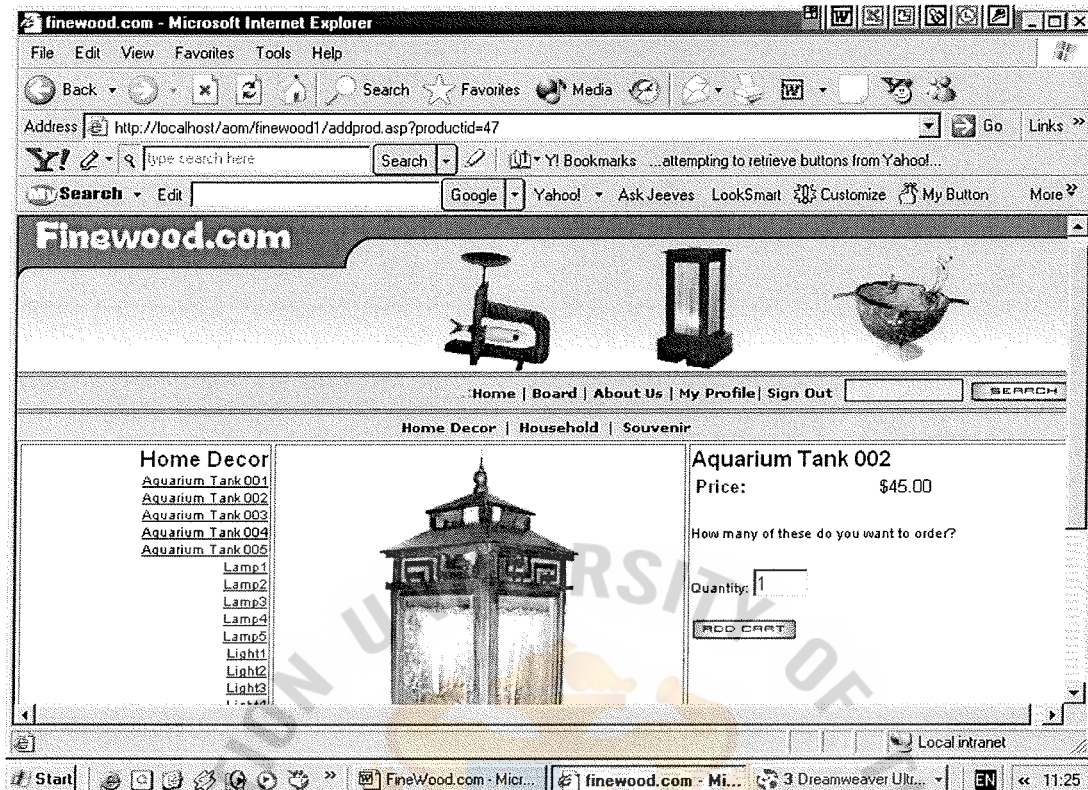 finewood.com - Microsoft Internet Explorer
File Edit View Favorites Tools Help
Back Search Favorites Media
Address http://localhost/aom/finewood1/addprod.asp?productid=47 Go Links »
Y! type search here Search Y! Bookmarks ...attempting to retrieve buttons from Yahoo!...
My Search Edit Google Yahoo! Ask Jeeves LookSmart Customize My Button More »
Finewood.com
Home | Board | About Us | My Profile | Sign Out SEARCH
Home Decor | Household | Souvenir
Home Decor
Aquarium Tank 001
Aquarium Tank 002
Aquarium Tank 003
Aquarium Tank 004
Aquarium Tank 005
Lamp1
Lamp2
Lamp3
Lamp4
Lamp5
Light1
Light2
Light3
Aquarium Tank 002
Price: $45.00
How many of these do you want to order?
Quantity: 1
ADD CART
UNIVERSITY OF
Local intranet
Start » FineWood.com - Micr... finewood.com - Mi... 3 Dreamweaver Ult... EN « 11:25